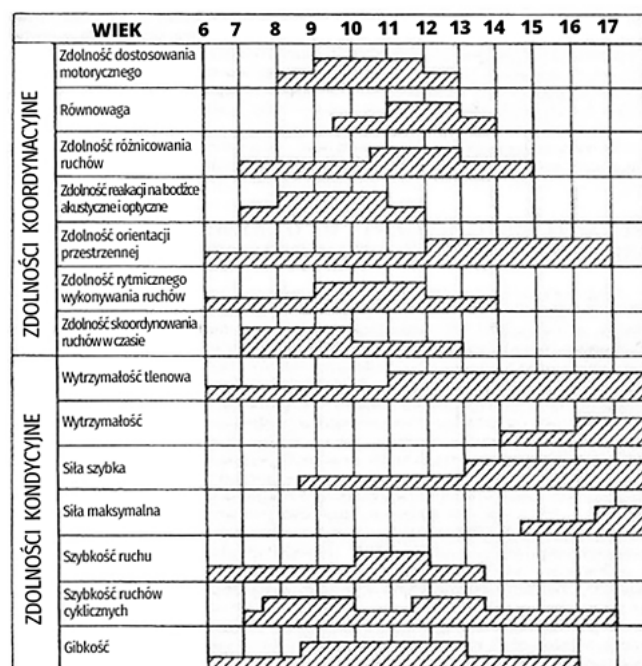 WIEK 6 7 8 9 10 11 12 13 14 15 16 17
ZDOLNOŚCI KOORDYNACYJNE
Zdolność dostosowania
motorycznego
Równowaga
Zdolność różnicowania
ruchów
Zdolność reakacji na bodźce
akustyczne i optyczne
Zdolność orientacji
przestrzennej
Zdolność rytmicznego
wykonywania ruchów
Zdolność skoordynowania
ruchów w czasie
ZDOLNOŚCI KONDYCYJNE
Wytrzymałość tlenowa
Wytrzymałość
Siła szybka
Siła maksymalna
Szybkość ruchu
Szybkość ruchów
cyklicznych
Gibkość